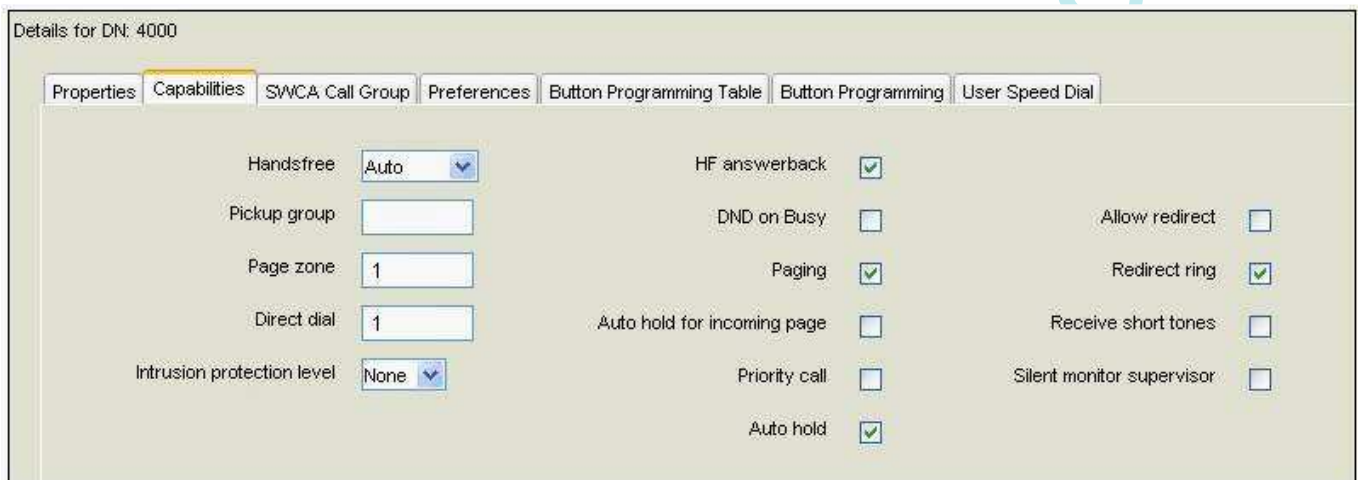 Details for DN: 4000
Properties Capabilities SWCA Call Group Preferences Button Programming Table Button Programming User Speed Dial
Handsfree Auto HF answerback
Pickup group DND on Busy Allow redirect
Page zone 1 Paging Redirect ring
Direct dial 1 Auto hold for incoming page Receive short tones
Intrusion protection level None Priority call Silent monitor supervisor
Auto hold